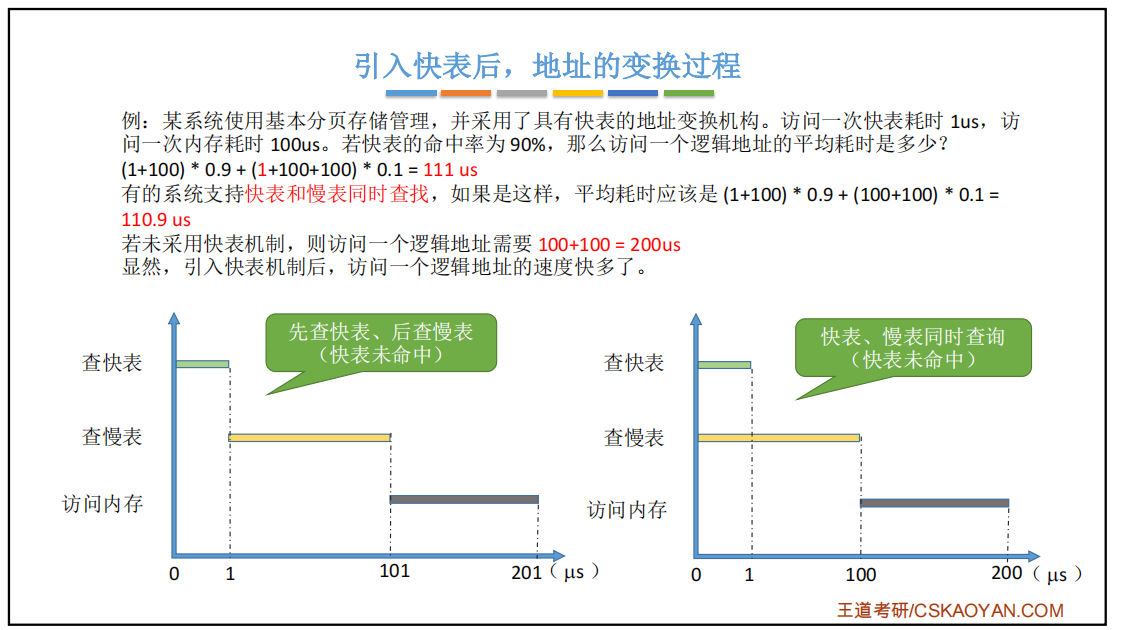 引入快表后，地址的变换过程
例：某系统使用基本分页存储管理，并采用了具有快表的地址变换机构。访问一次快表耗时 1us，访
问一次内存耗时 100us。若快表的命中率为 90%，那么访问一个逻辑地址的平均耗时是多少？
(1+100) * 0.9 + (1+100+100) * 0.1 = 111 us
有的系统支持快表和慢表同时查找，如果是这样，平均耗时应该是 (1+100) * 0.9 + (100+100) * 0.1 =
110.9 us
若未采用快表机制，则访问一个逻辑地址需要 100+100 = 200us
显然，引入快表机制后，访问一个逻辑地址的速度快多了。
先查快表、后查慢表
（快表未命中）
查快表
查慢表
访问内存
0 1 101 201（ μs ）
快表、慢表同时查询
（快表未命中）
查快表
查慢表
访问内存
0 1 100 200（ μs ）
王道考研/CSKAOYAN.COM